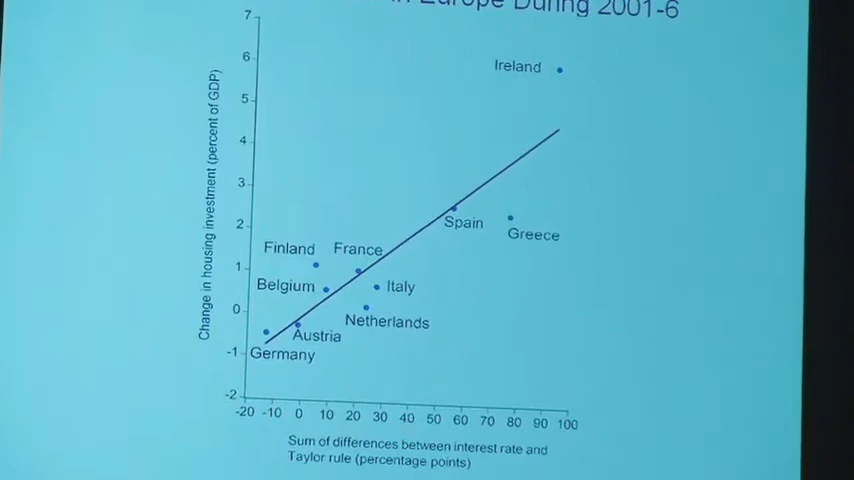 in Europe During 2001-6
7
6
5
4
3
2
1
0
-1
-2
Change in housing investment (percent of GDP)
Ireland
Spain
Greece
Finland
France
Belgium
Italy
Netherlands
Austria
Germany
-20 -10 0 10 20 30 40 50 60 70 80 90 100
Sum of differences between interest rate and
Taylor rule (percentage points)